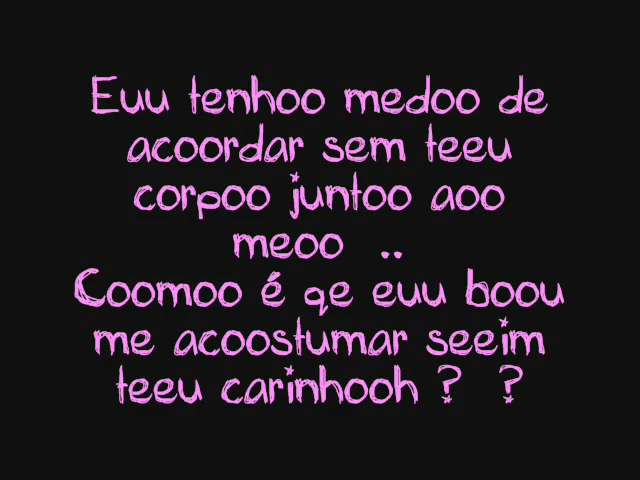 Euu tenhoo medoo de
acoordar sem teeu
corpoo juntoo aoo
meoo ..
Coomoo é qe euu boou
me acoostumar seeim
teeu carinhooh ? ?